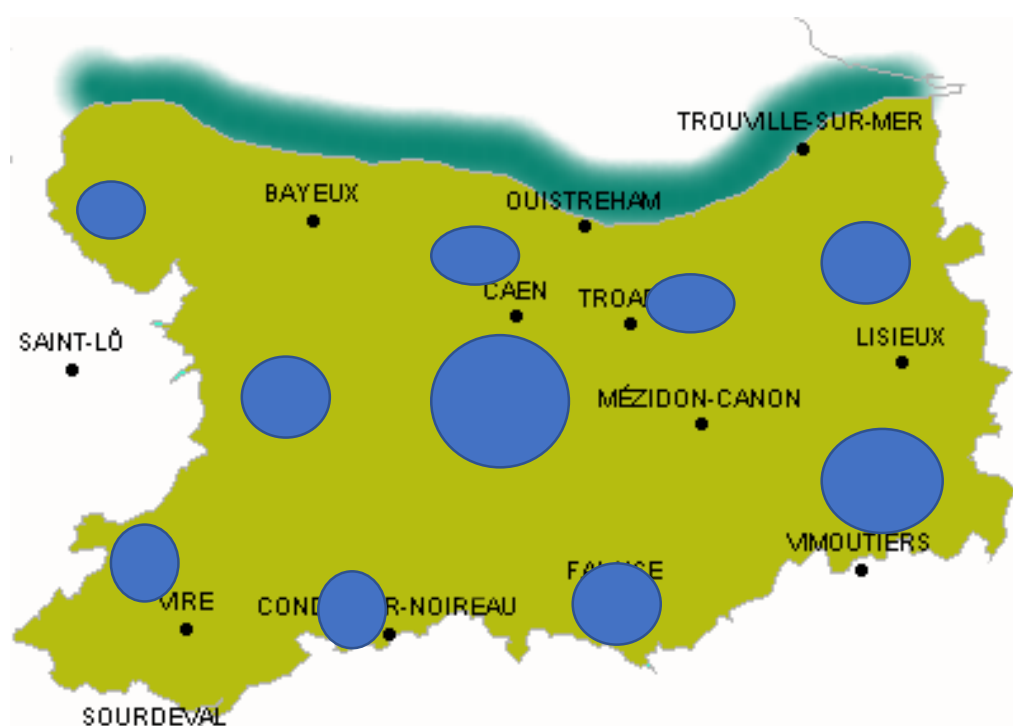 TROUVILLE-SUR-MER
BAYEUX
OUISTREHAM
CAEN
SAINT-LÔ
LISIEUX
MÉZIDON-CANON
VIMOUTIERS
VIRE
SOURDEVAL